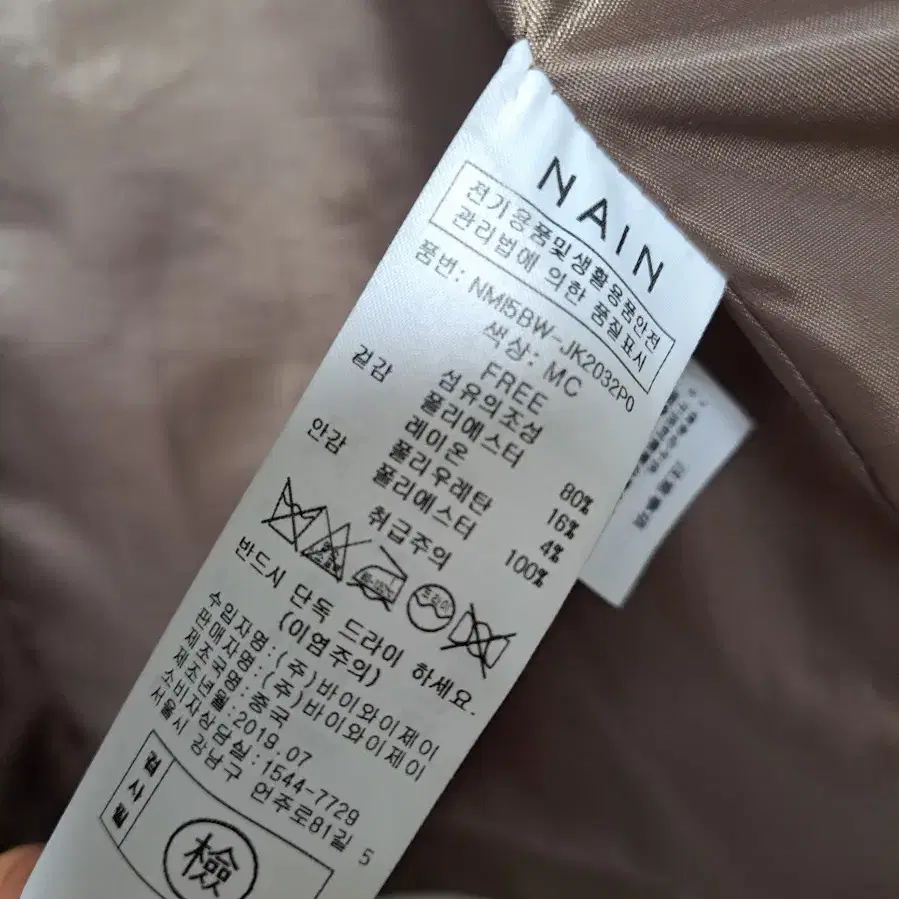 NAIN
전기용품및생활용품안전
관리법에 의한 품질표시
품번: NMI5BW-JK2032P0
색상: MC
FREE
섬유의조성
겉감 폴리에스터 80%
레이온 16%
폴리우레탄 4%
안감 폴리에스터 100%
취급주의
드라이
반드시 단독 드라이 하세요.
(이염주의)
수입자명:(주)바이와이제이
판매자명:(주)바이와이제이
제조국명:중국
제조년월:2019.07
소비자상담실:1544-7729
서울시 강남구 언주로81길 5
검사필
檢